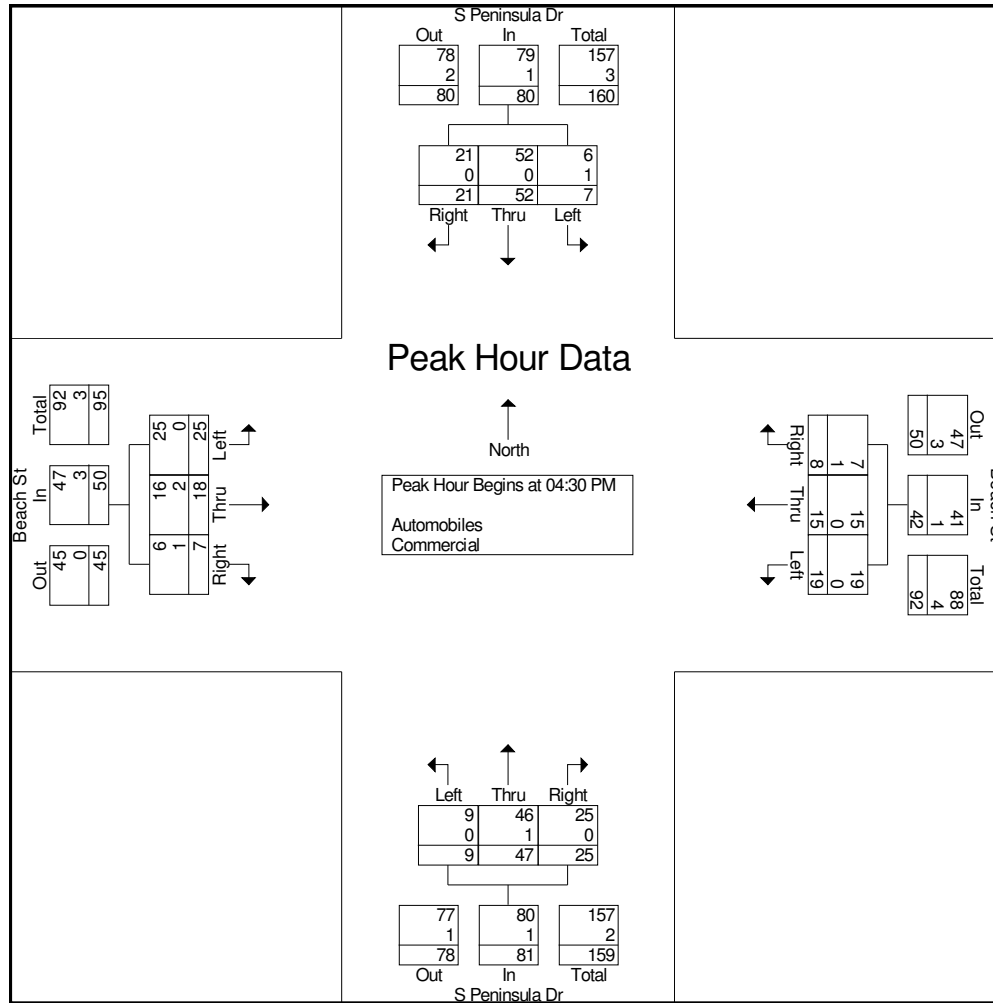 S Peninsula Dr
Out In Total
78 79 157
2 1 3
80 80 160
21 52 6
0 0 1
21 52 7
Right Thru Left
Peak Hour Data
North
Peak Hour Begins at 04:30 PM
Automobiles
Commercial
Beach St
Total In Out
92 47 45
3 3 0
95 50 45
25 16 6
0 2 1
25 18 7
Left Thru Right
Out In Total
47 41 88
3 1 4
50 42 92
7 15 19
1 0 0
8 15 19
Right Thru Left
Left Thru Right
9 46 25
0 1 0
9 47 25
77 80 157
1 1 2
78 81 159
Out In Total
S Peninsula Dr